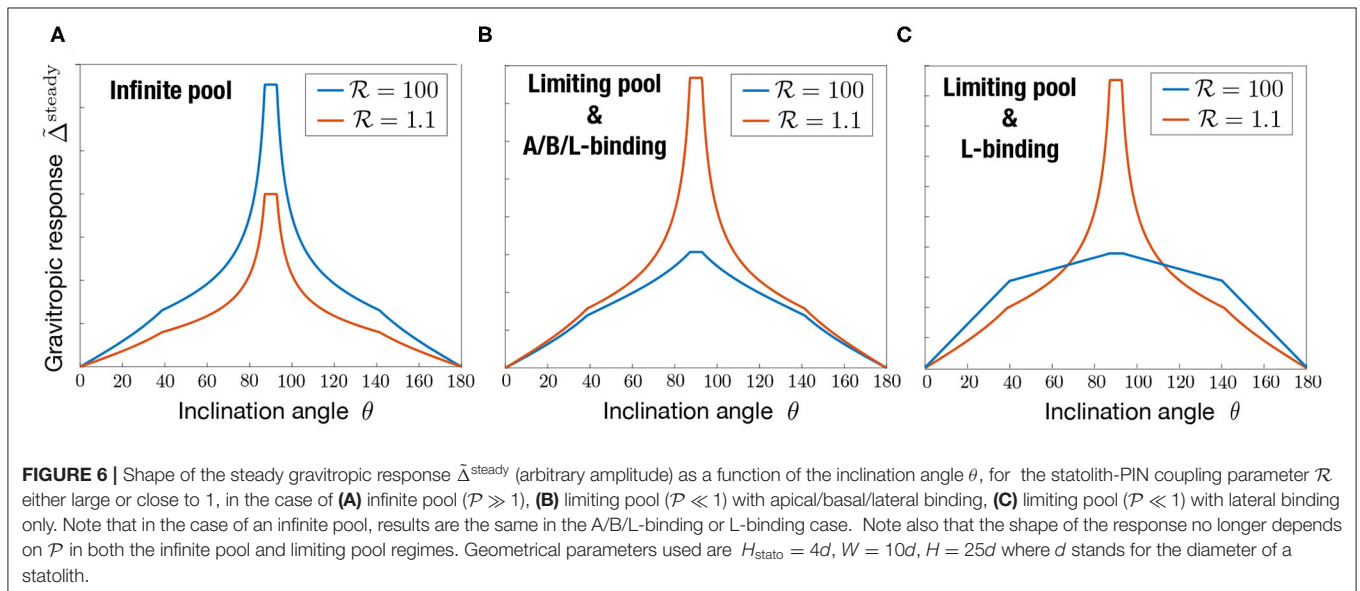 A
B
C
Infinite pool
R = 100
R = 1.1
Limiting pool
&
A/B/L-binding
R = 100
R = 1.1
Limiting pool
&
L-binding
R = 100
R = 1.1
Gravitropic response Δ̃^steady
0 20 40 60 80 100 120 140 160 180
0 20 40 60 80 100 120 140 160 180
0 20 40 60 80 100 120 140 160 180
Inclination angle θ
Inclination angle θ
Inclination angle θ
FIGURE 6 | Shape of the steady gravitropic response Δ̃^steady (arbitrary amplitude) as a function of the inclination angle θ, for the statolith-PIN coupling parameter R
either large or close to 1, in the case of (A) infinite pool (P ≫ 1), (B) limiting pool (P ≪ 1) with apical/basal/lateral binding, (C) limiting pool (P ≪ 1) with lateral binding
only. Note that in the case of an infinite pool, results are the same in the A/B/L-binding or L-binding case. Note also that the shape of the response no longer depends
on P in both the infinite pool and limiting pool regimes. Geometrical parameters used are H_stato = 4d, W = 10d, H = 25d where d stands for the diameter of a
statolith.